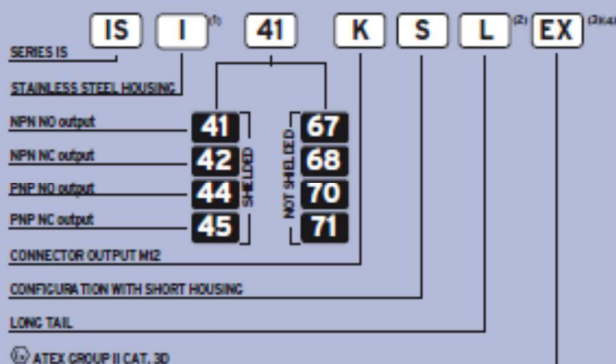 IS I (1) 41 K S L (2) EX (3)(4)
SERIES IS
STAINLESS STEEL HOUSING
NPN NO output 41 67
NPN NC output 42 68
PNP NO output 44 70
PNP NC output 45 71
SHIELDED
NOT SHIELDED
CONNECTOR OUTPUT M12
CONFIGURATION WITH SHORT HOUSING
LONG TAIL
ATEX GROUP II CAT. 3D